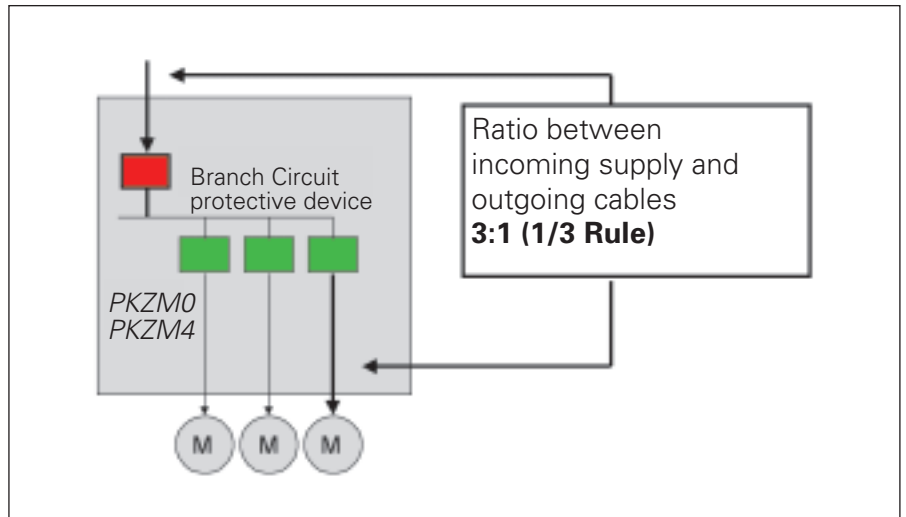 Branch Circuit
protective device
PKZM0
PKZM4
M
M
M
Ratio between
incoming supply and
outgoing cables
3:1 (1/3 Rule)